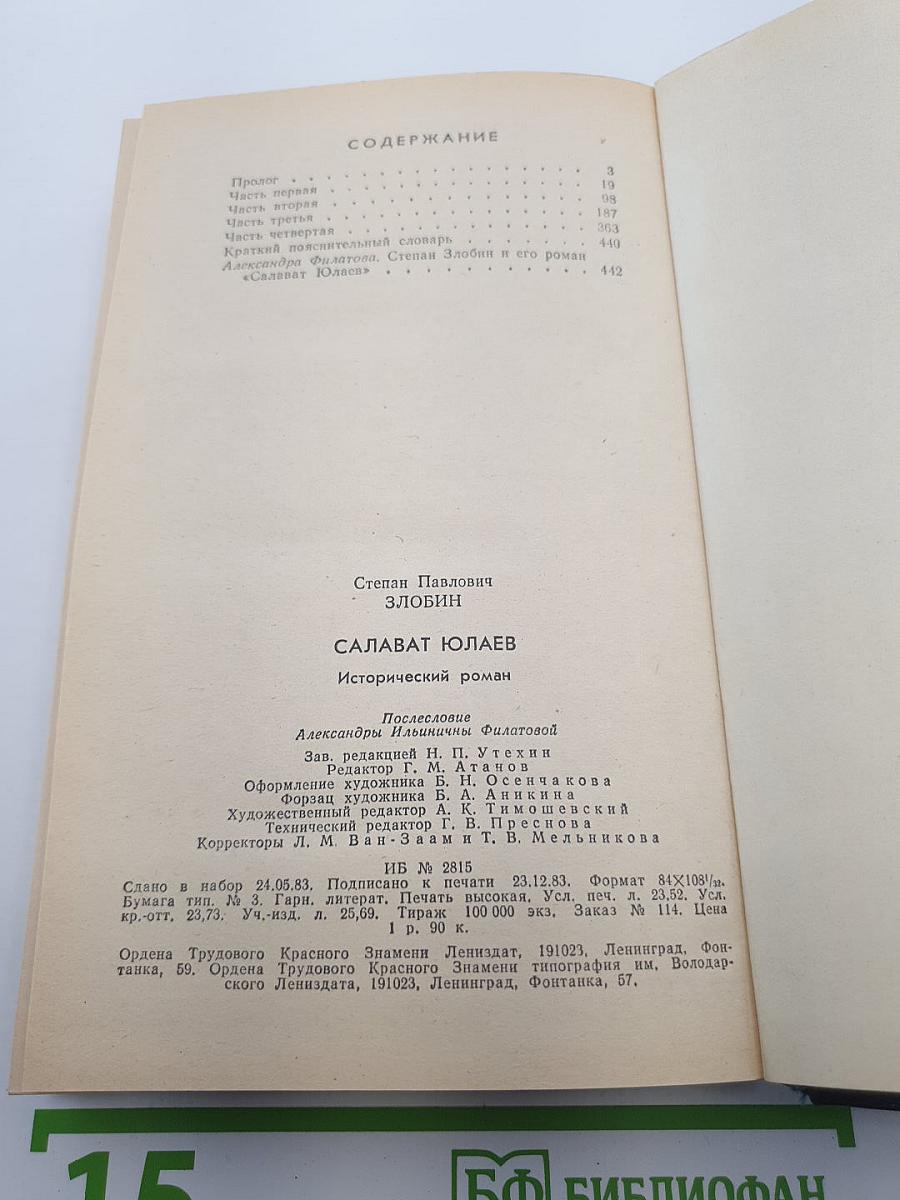 СОДЕРЖАНИЕ
Пролог . . . . . . . . . . . . . . . . . 3
Часть первая . . . . . . . . . . . . . . 19
Часть вторая . . . . . . . . . . . . . . 98
Часть третья . . . . . . . . . . . . . . 187
Часть четвертая . . . . . . . . . . . . . 363
Краткий пояснительный словарь . . . . . . . 440
Александра Филатова. Степан Злобин и его роман
«Салават Юлаев» . . . . . . . . . . . 442
Степан Павлович
ЗЛОБИН
САЛАВАТ ЮЛАЕВ
Исторический роман
Послесловие
Александры Ильиничны Филатовой
Зав. редакцией Н. П. Утехин
Редактор Г. М. Атанов
Оформление художника Б. Н. Осенчакова
Форзац художника Б. А. Аникина
Художественный редактор А. К. Тимошевский
Технический редактор Г. В. Преснова
Корректоры Л. М. Ван-Заам и Т. В. Мельникова
ИБ № 2815
Сдано в набор 24.05.83. Подписано к печати 23.12.83. Формат 84×108¹/₃₂.
Бумага тип. № 3. Гарн. литерат. Печать высокая. Усл. печ. л. 23,52. Усл.
кр.-отт. 23,73. Уч.-изд. л. 25,69. Тираж 100 000 экз. Заказ № 114. Цена
1 р. 90 к.
Ордена Трудового Красного Знамени Лениздат, 191023, Ленинград, Фон-
танка, 59. Ордена Трудового Красного Знамени типография им. Володар-
ского Лениздата, 191023, Ленинград, Фонтанка, 57.
15
БФ БИБЛИОФАН